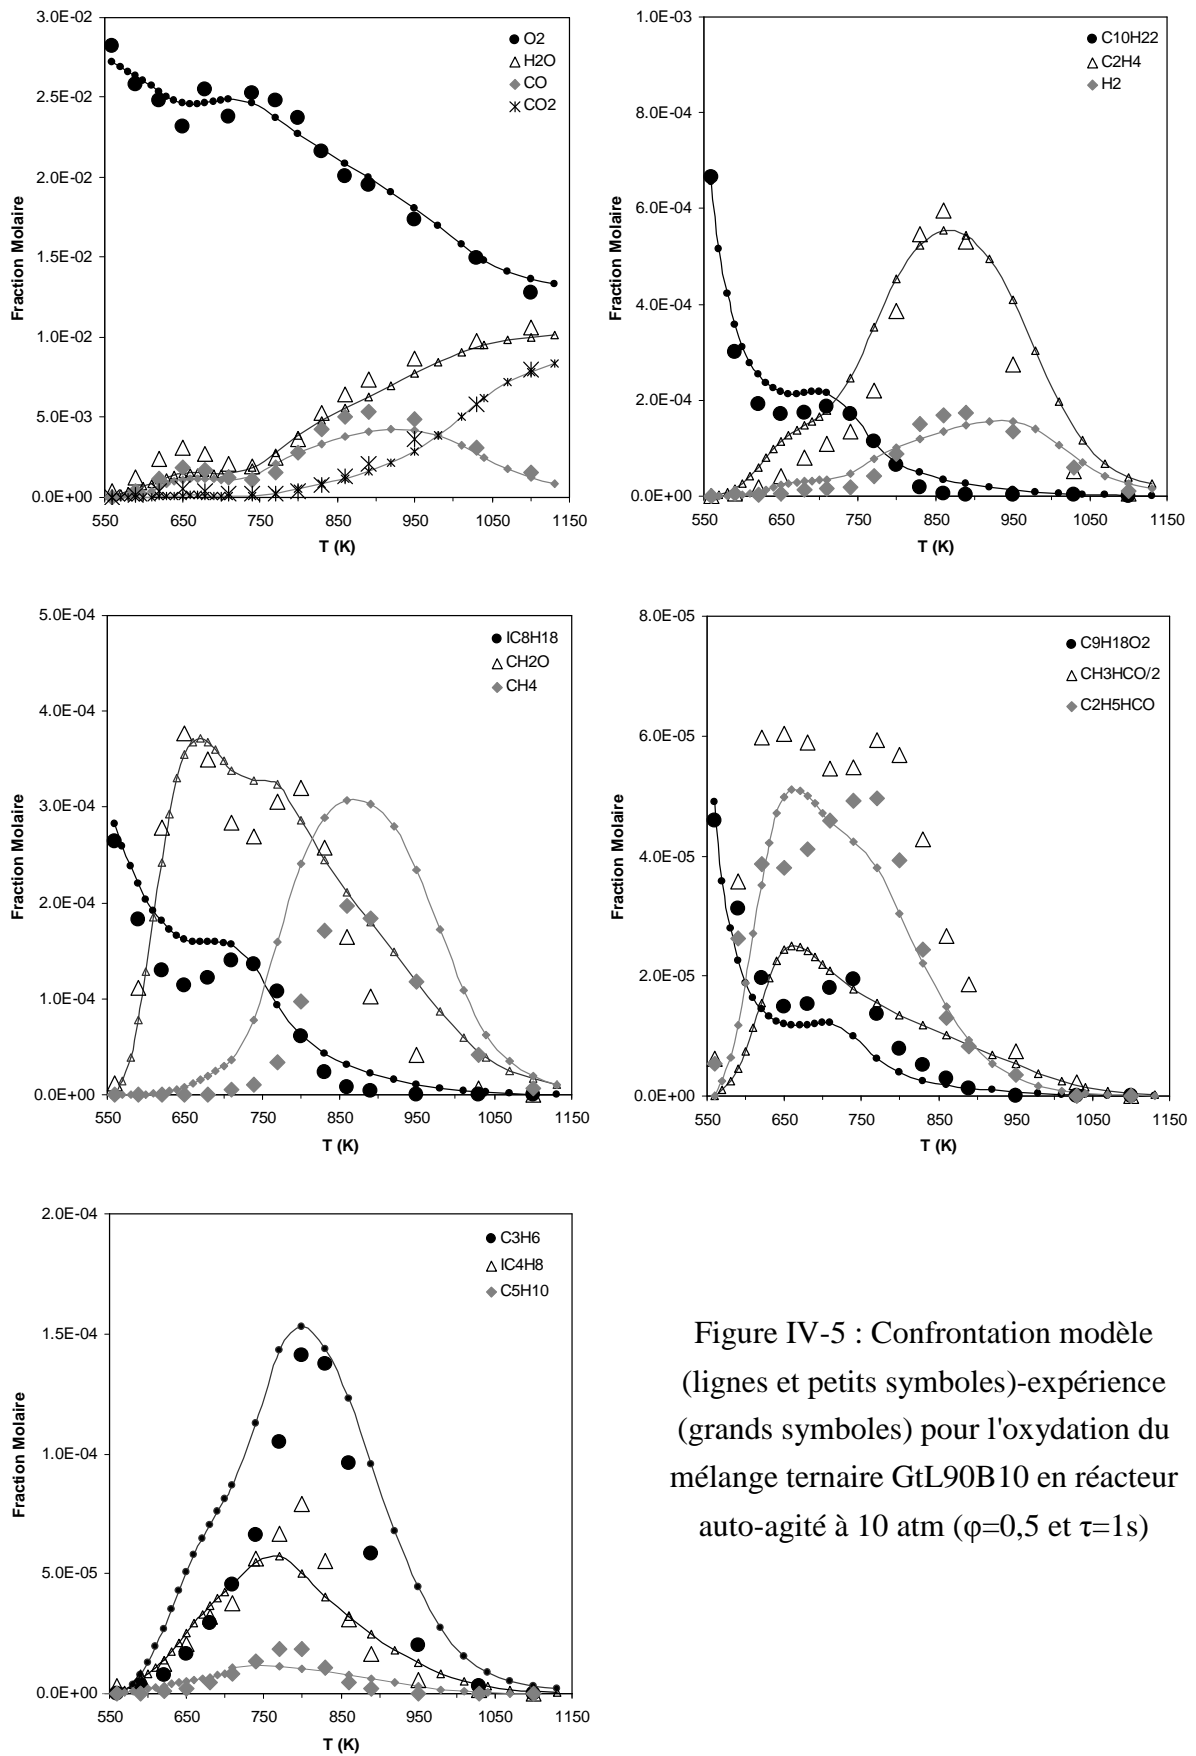 3.0E-02
2.5E-02
2.0E-02
1.5E-02
1.0E-02
5.0E-03
0.0E+00
Fraction Molaire
O2
H2O
CO
CO2
550 650 750 850 950 1050 1150
T (K)
1.0E-03
8.0E-04
6.0E-04
4.0E-04
2.0E-04
0.0E+00
Fraction Molaire
C10H22
C2H4
H2
550 650 750 850 950 1050 1150
T (K)
5.0E-04
4.0E-04
3.0E-04
2.0E-04
1.0E-04
0.0E+00
Fraction Molaire
IC8H18
CH2O
CH4
550 650 750 850 950 1050 1150
T (K)
8.0E-05
6.0E-05
4.0E-05
2.0E-05
0.0E+00
Fraction Molaire
C9H18O2
CH3HCO/2
C2H5HCO
550 650 750 850 950 1050 1150
T (K)
2.0E-04
1.5E-04
1.0E-04
5.0E-05
0.0E+00
Fraction Molaire
C3H6
IC4H8
C5H10
550 650 750 850 950 1050 1150
T (K)
Figure IV-5 : Confrontation modèle
(lignes et petits symboles)-expérience
(grands symboles) pour l'oxydation du
mélange ternaire GtL90B10 en réacteur
auto-agité à 10 atm (φ=0,5 et τ=1s)